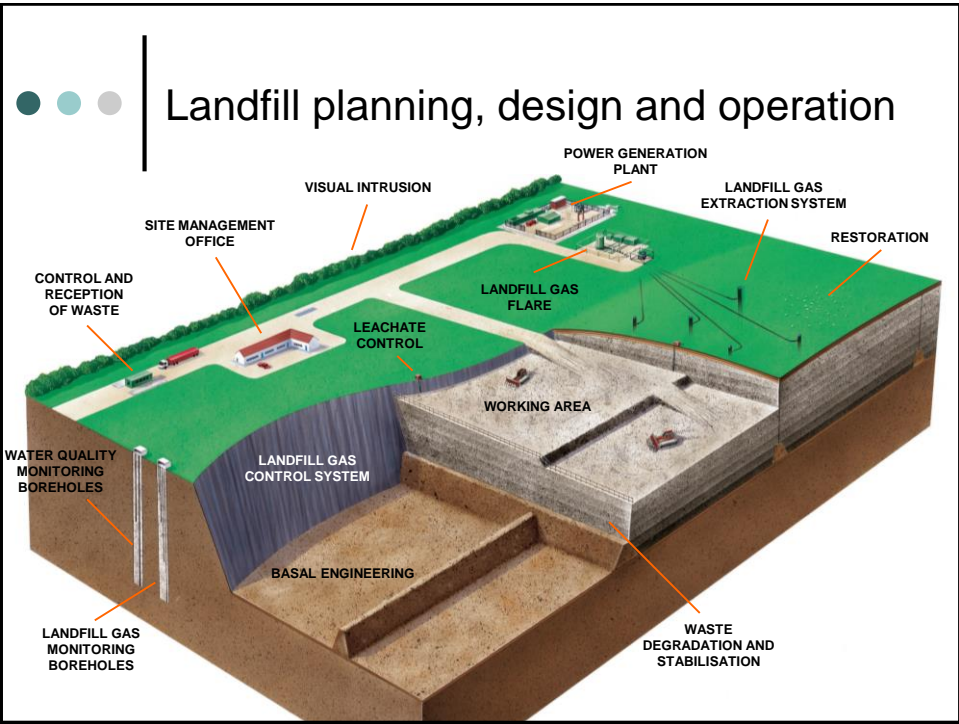 Landfill planning, design and operation
POWER GENERATION
PLANT
VISUAL INTRUSION
LANDFILL GAS
EXTRACTION SYSTEM
SITE MANAGEMENT
OFFICE
RESTORATION
CONTROL AND
RECEPTION
OF WASTE
LANDFILL GAS
FLARE
LEACHATE
CONTROL
WORKING AREA
WATER QUALITY
MONITORING
BOREHOLES
LANDFILL GAS
CONTROL SYSTEM
BASAL ENGINEERING
LANDFILL GAS
MONITORING
BOREHOLES
WASTE
DEGRADATION AND
STABILISATION